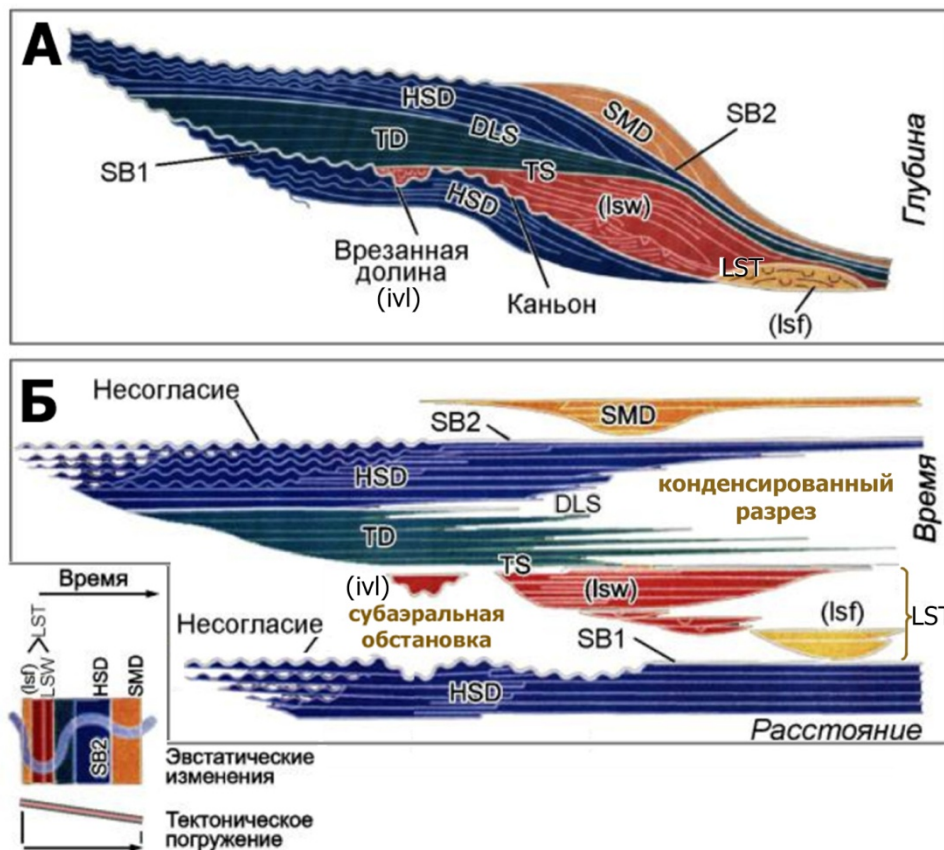 А
HSD
DLS
SMD
SB2
TD
SB1
TS
HSD
(lsw)
Глубина
Врезанная
долина
(ivl)
Каньон
LST
(lsf)
Б
Несогласие
SB2
SMD
HSD
DLS
конденсированный
разрез
Время
TD
TS
(ivl)
(lsw)
субаэральная
обстановка
(lsf)
LST
Несогласие
SB1
HSD
Расстояние
Время
(lsf)
LSW
>LST
HSD
SMD
SB2
Эвстатические
изменения
Тектоническое
погружение